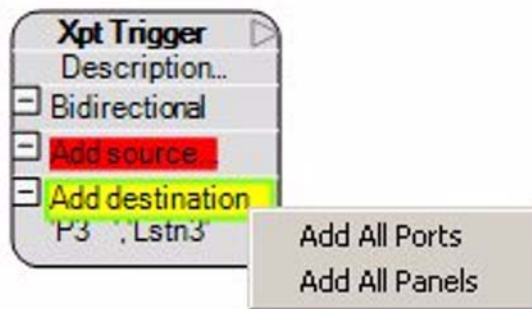 Xpt Trigger
Description...
Bidirectional
Add source...
Add destination
'P3 ','Lstn3'
Add All Ports
Add All Panels